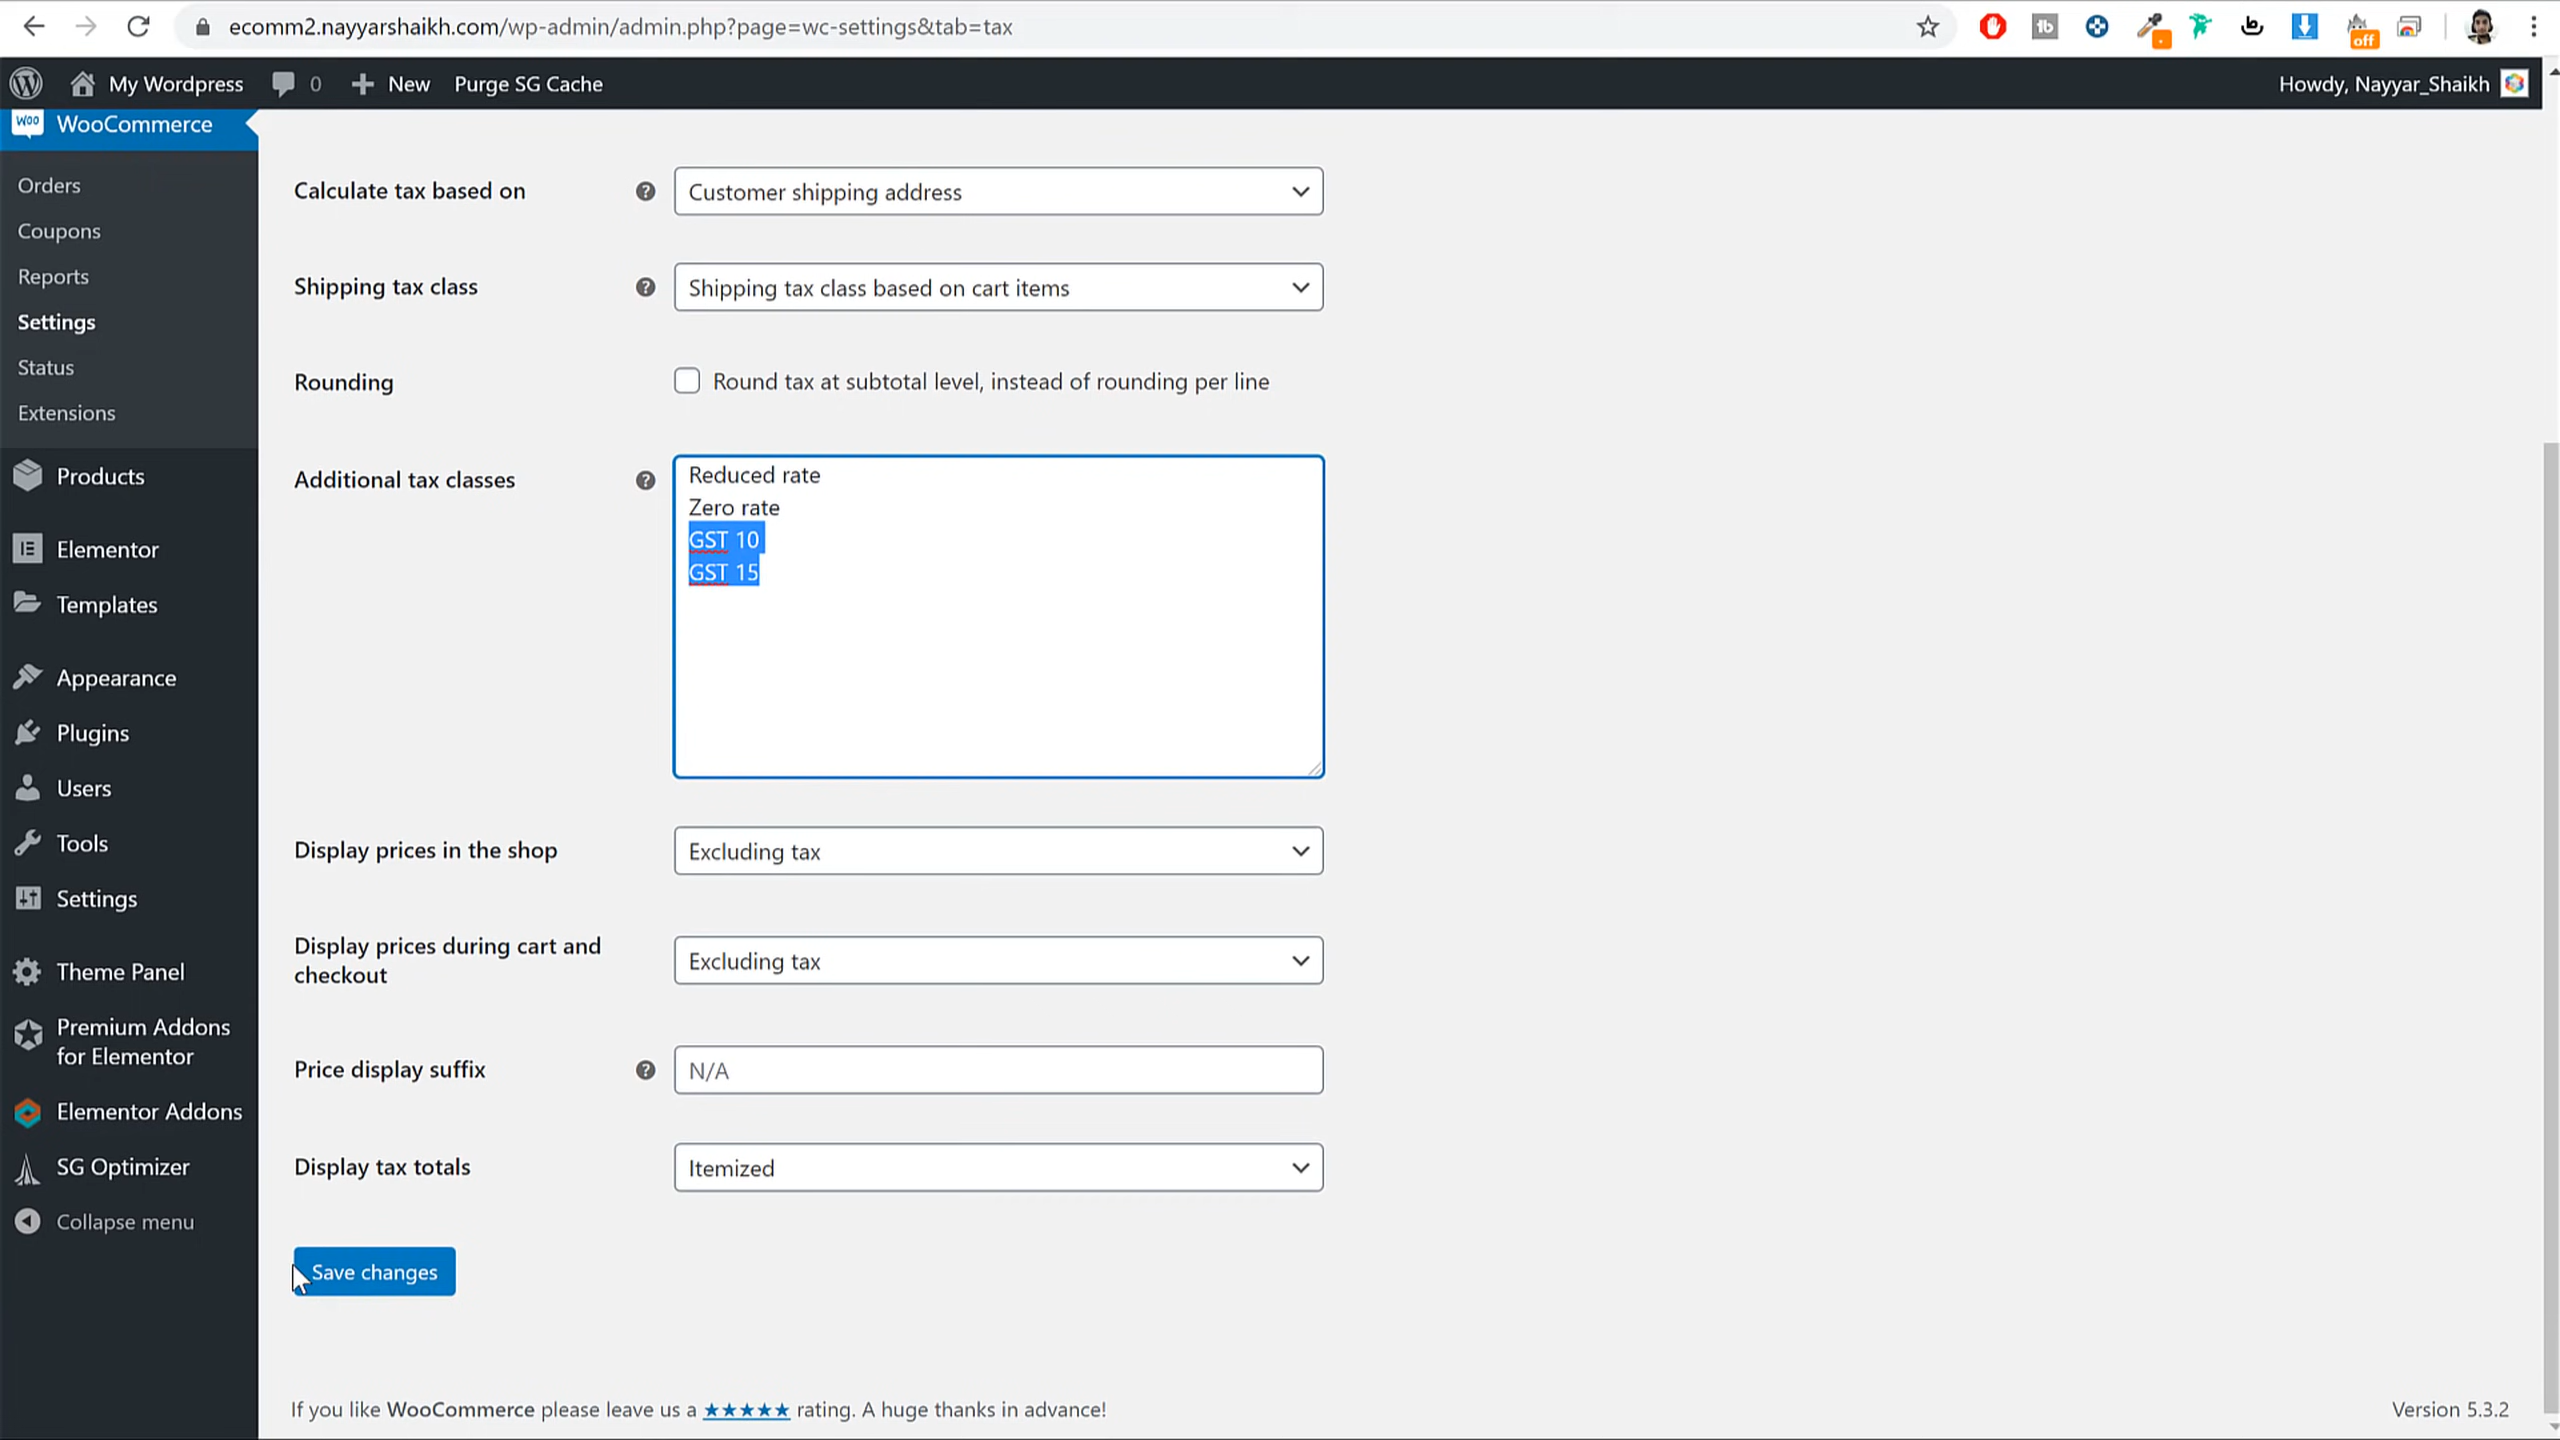 ecomm2.nayyarshaikh.com/wp-admin/admin.php?page=wc-settings&tab=tax
off
My Wordpress
0
New
Purge SG Cache
Howdy, Nayyar_Shaikh
WOO
WooCommerce
Orders
Coupons
Reports
Settings
Status
Extensions
Products
Elementor
Templates
Appearance
Plugins
Users
Tools
Settings
Theme Panel
Premium Addons
for Elementor
Elementor Addons
SG Optimizer
Collapse menu
Calculate tax based on
Customer shipping address
Shipping tax class
Shipping tax class based on cart items
Rounding
Round tax at subtotal level, instead of rounding per line
Additional tax classes
Reduced rate
Zero rate
GST 10
GST 15
Display prices in the shop
Excluding tax
Display prices during cart and
checkout
Excluding tax
Price display suffix
N/A
Display tax totals
Itemized
Save changes
If you like WooCommerce please leave us a ★★★★★ rating. A huge thanks in advance!
Version 5.3.2